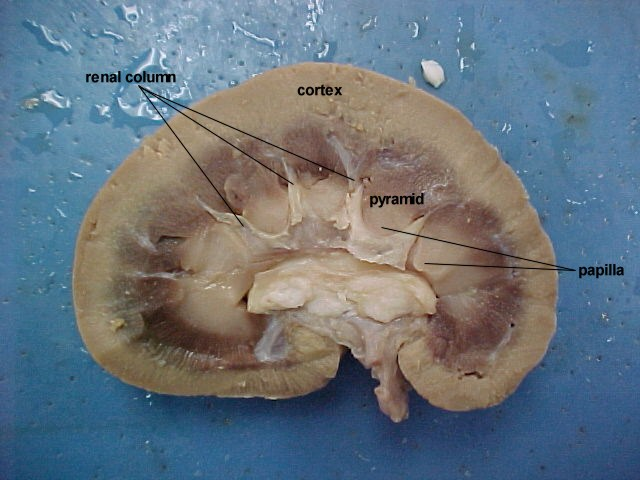 renal column
cortex
pyramid
papilla